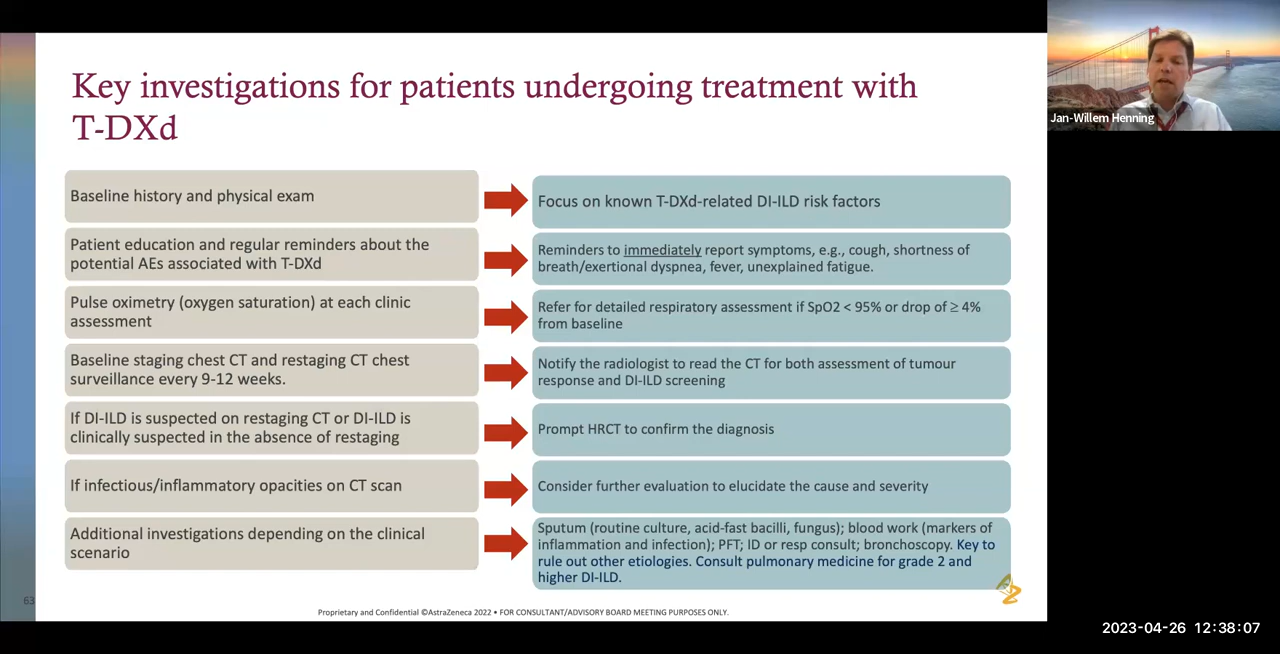 Key investigations for patients undergoing treatment with
T-DXd
Jan-Willem Henning
Baseline history and physical exam
Focus on known T-DXd-related DI-ILD risk factors
Patient education and regular reminders about the
potential AEs associated with T-DXd
Reminders to immediately report symptoms, e.g., cough, shortness of
breath/exertional dyspnea, fever, unexplained fatigue.
Pulse oximetry (oxygen saturation) at each clinic
assessment
Refer for detailed respiratory assessment if SpO2 < 95% or drop of ≥ 4%
from baseline
Baseline staging chest CT and restaging CT chest
surveillance every 9-12 weeks.
Notify the radiologist to read the CT for both assessment of tumour
response and DI-ILD screening
If DI-ILD is suspected on restaging CT or DI-ILD is
clinically suspected in the absence of restaging
Prompt HRCT to confirm the diagnosis
If infectious/inflammatory opacities on CT scan
Consider further evaluation to elucidate the cause and severity
Additional investigations depending on the clinical
scenario
Sputum (routine culture, acid-fast bacilli, fungus); blood work (markers of
inflammation and infection); PFT; ID or resp consult; bronchoscopy. Key to
rule out other etiologies. Consult pulmonary medicine for grade 2 and
higher DI-ILD.
63
Proprietary and Confidential ©AstraZeneca 2022 • FOR CONSULTANT/ADVISORY BOARD MEETING PURPOSES ONLY.
2023-04-26 12:38:07